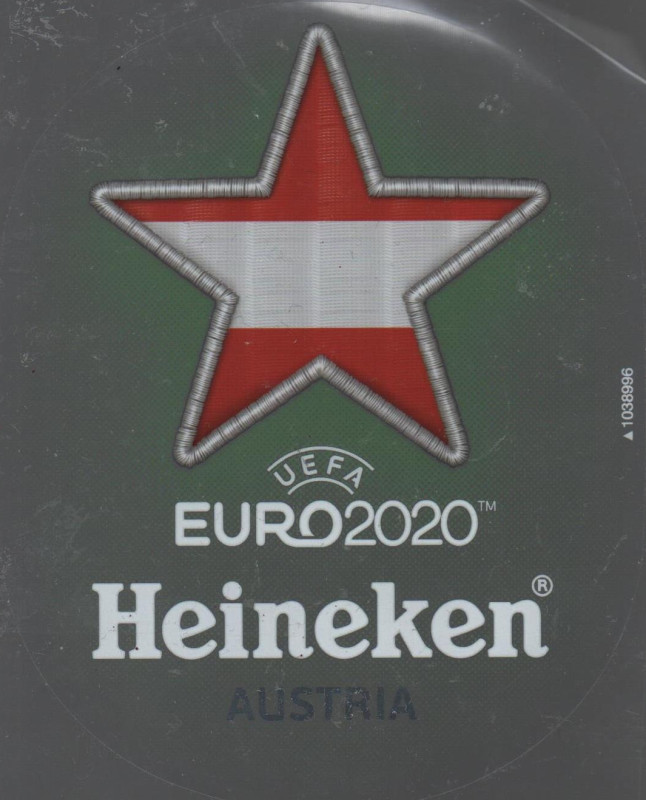 UEFA
EURO2020™
Heineken®
AUSTRIA
▲1038996